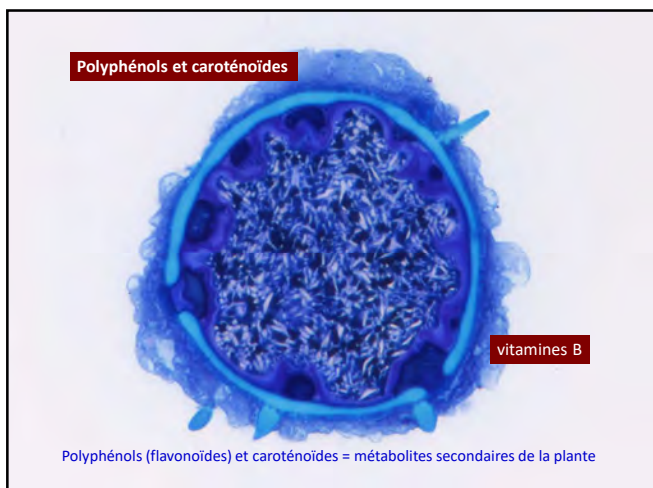 Polyphénols et caroténoïdes
vitamines B
Polyphénols (flavonoïdes) et caroténoïdes = métabolites secondaires de la plante